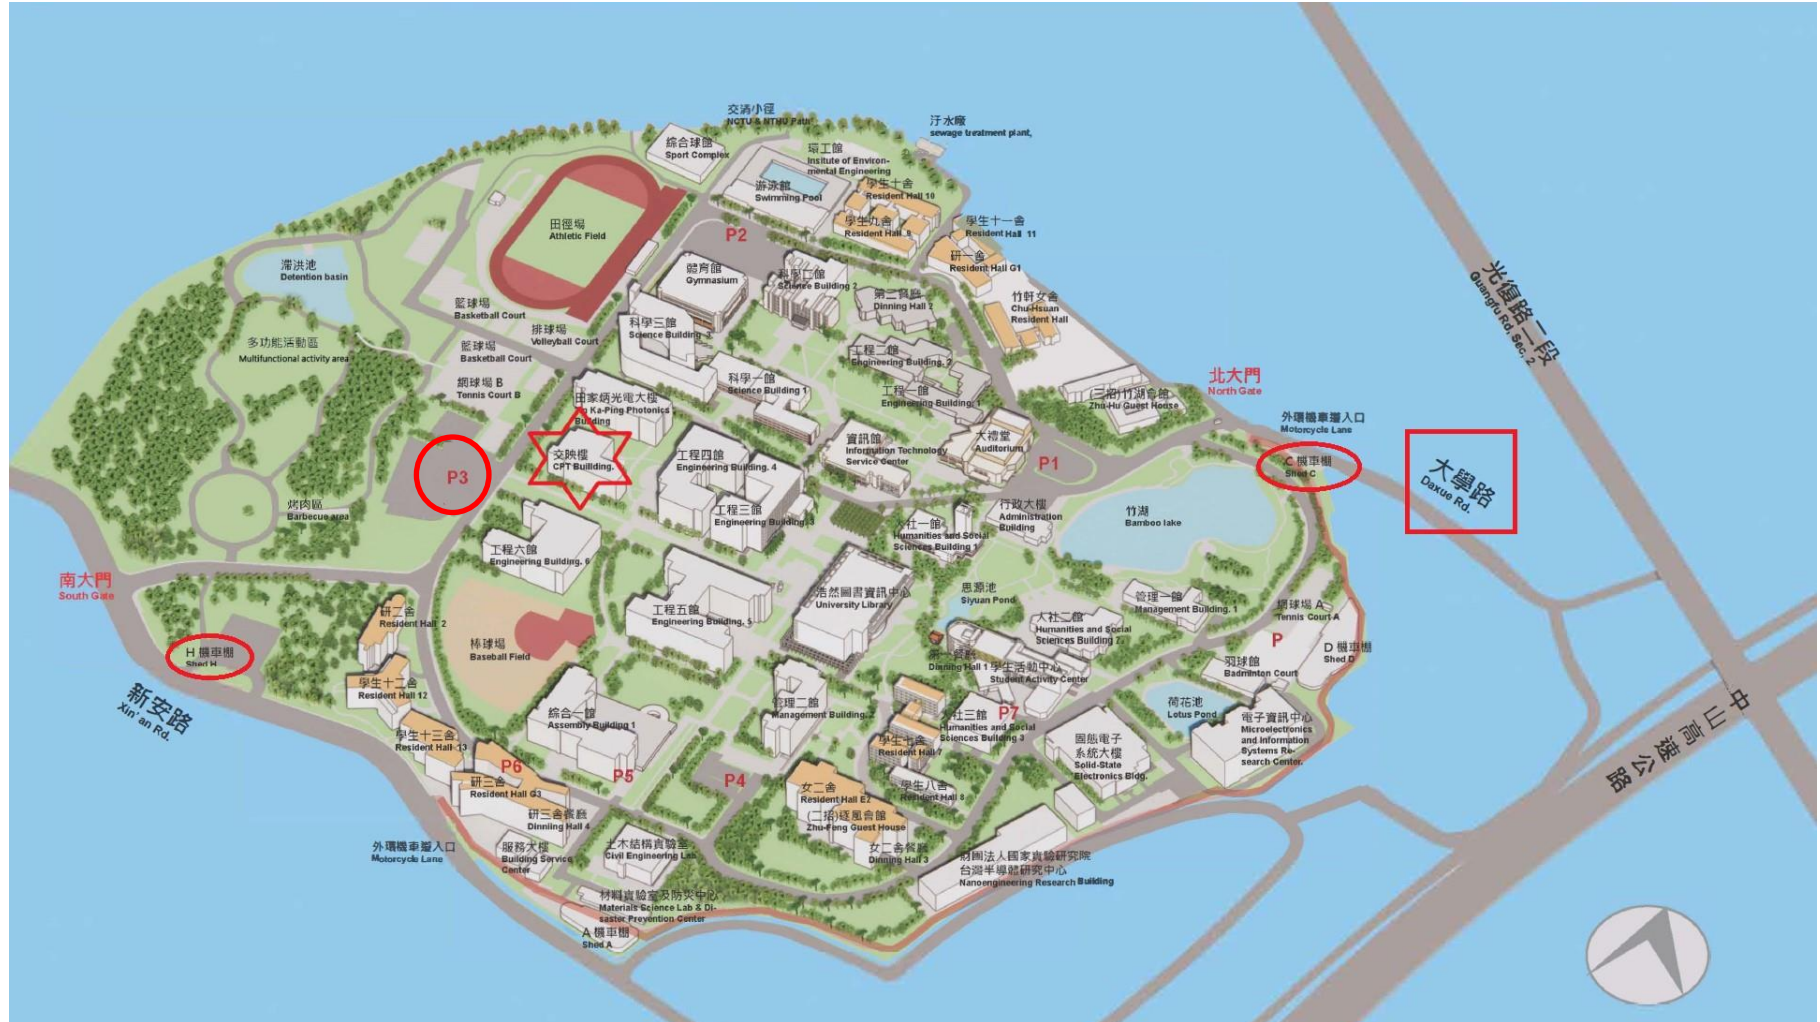 交清小徑
NCTU & NTHU Path
汙水廠
sewage treatment plant,
綜合球館
Sport Complex
環工館
Insitute of Environ-
mental Engineering
游泳館
Swimming Pool
學生十舍
Resident Hall 10
學生九舍
Resident Hall 9
學生十一舍
Resident Hall 11
田徑場
Athletic Field
P2
研一舍
Resident Hall G1
滯洪池
Detention basin
體育館
Gymnasium
科學二館
Science Building 2
第二餐廳
Dinning Hall 2
竹軒女舍
Chu-Hsuan
Resident Hall
光復路二段
Guangfu Rd. Sec. 2
籃球場
Basketball Court
排球場
Volleyball Court
科學三館
Science Building 3
多功能活動區
Multifunctional activity area
籃球場
Basketball Court
工程二館
Engineering Building. 2
網球場 B
Tennis Court B
科學一館
Science Building 1
工程一館
Engineering Building. 1
北大門
North Gate
(三招)竹湖會館
Zhu-Hu Guest House
田家炳光電大樓
Ka-Ping Photonics
Building
外環機車道入口
Motorcycle Lane
交映樓
CPT Buillding.
工程四館
Engineering Building. 4
資訊館
Information Technology
Service Center
大禮堂
Auditorium
P1
C 機車棚
Shed C
大學路
Daxue Rd.
P3
烤肉區
Barbecue area
工程三館
Engineering Building. 3
行政大樓
Administration
Building
竹湖
Bamboo lake
人社一館
Humanities and Social
Sciences Building 1
工程六館
Engineering Building. 6
南大門
South Gate
浩然圖書資訊中心
University Library
思源池
Siyuan Pond
管理一館
Management Building. 1
網球場 A
Tennis Court A
研二舍
Resident Hall 2
工程五館
Engineering Building. 5
人社二館
Humanities and Social
Sciences Building 2
P
棒球場
Baseball Field
第一餐廳
Dinning Hall 1
學生活動中心
Student Activity Center
羽球館
Badminton Court
D 機車棚
Shed D
H 機車棚
Shed H
學生十二舍
Resident Hall 12
新安路
Xin' an Rd.
綜合一館
Assembly Building 1
管理二館
Management Building. 2
人社三館
Humanities and Social
Sciences Building 3
P7
荷花池
Lotus Pond
電子資訊中心
Microelectronics
and Information
Systems Re-
search Center.
中山高速公路
學生十三舍
Resident Hall 13
學生七舍
Resident Hall 7
固態電子
系統大樓
Solid-State
Electronics Bldg.
P6
P5
P4
研三舍
Resident Hall G3
女二舍
Resident Hall E2
學生八舍
Resident Hall 8
研三舍餐廳
Dinniing Hall 4
(二招)逐風會館
Zhu-Feng Guest House
外環機車道入口
Motorcycle Lane
服務大樓
Building Service
Center
土木結構實驗室
Civil Engineering Lab
女二舍餐廳
Dinning Hall 3
財團法人國家實驗研究院
台灣半導體研究中心
Nanoengineering Research Building
材料實驗室及防災中心
Materials Science Lab & Di-
saster Prevention Center
A 機車棚
Shed A